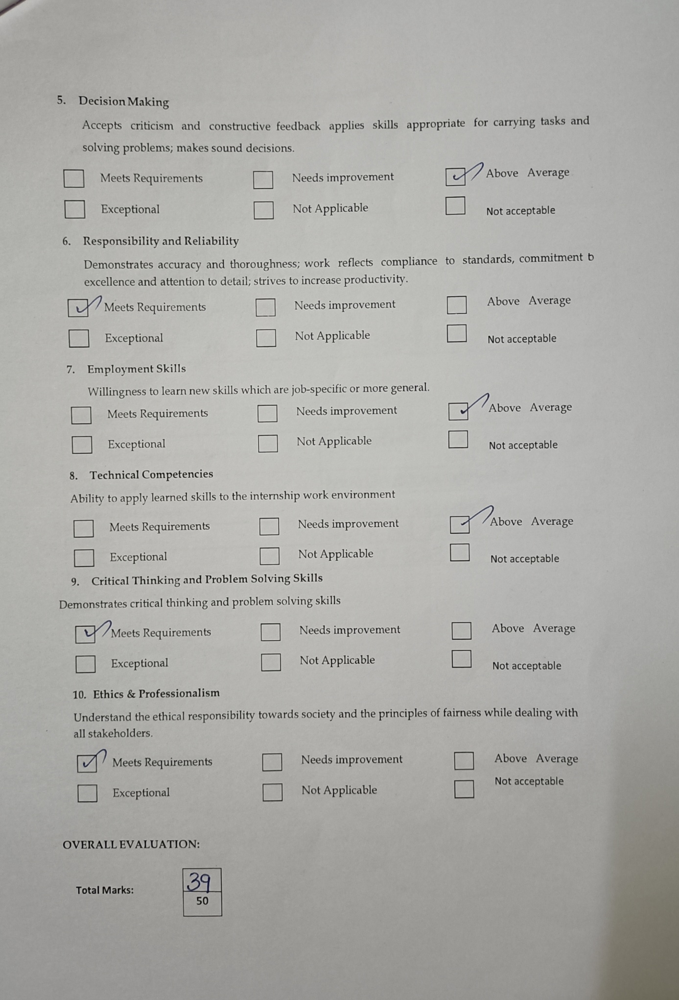 5. Decision Making
Accepts criticism and constructive feedback applies skills appropriate for carrying tasks and
solving problems; makes sound decisions.
Meets Requirements Needs improvement Above Average
Exceptional Not Applicable Not acceptable
6. Responsibility and Reliability
Demonstrates accuracy and thoroughness; work reflects compliance to standards, commitment b
excellence and attention to detail; strives to increase productivity.
Meets Requirements Needs improvement Above Average
Exceptional Not Applicable Not acceptable
7. Employment Skills
Willingness to learn new skills which are job-specific or more general.
Meets Requirements Needs improvement Above Average
Exceptional Not Applicable Not acceptable
8. Technical Competencies
Ability to apply learned skills to the internship work environment
Meets Requirements Needs improvement Above Average
Exceptional Not Applicable Not acceptable
9. Critical Thinking and Problem Solving Skills
Demonstrates critical thinking and problem solving skills
Meets Requirements Needs improvement Above Average
Exceptional Not Applicable Not acceptable
10. Ethics & Professionalism
Understand the ethical responsibility towards society and the principles of fairness while dealing with
all stakeholders.
Meets Requirements Needs improvement Above Average
Exceptional Not Applicable Not acceptable
OVERALL EVALUATION:
39
Total Marks:
50